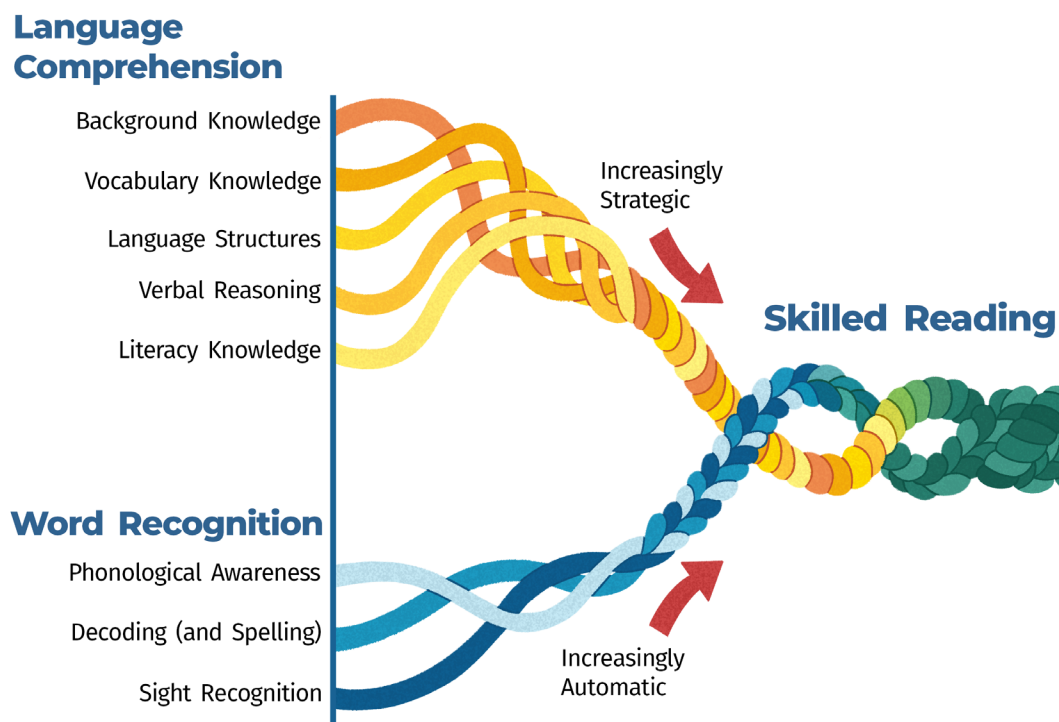 Language
Comprehension
Background Knowledge
Vocabulary Knowledge
Language Structures
Verbal Reasoning
Literacy Knowledge
Increasingly
Strategic
Skilled Reading
Word Recognition
Phonological Awareness
Decoding (and Spelling)
Sight Recognition
Increasingly
Automatic